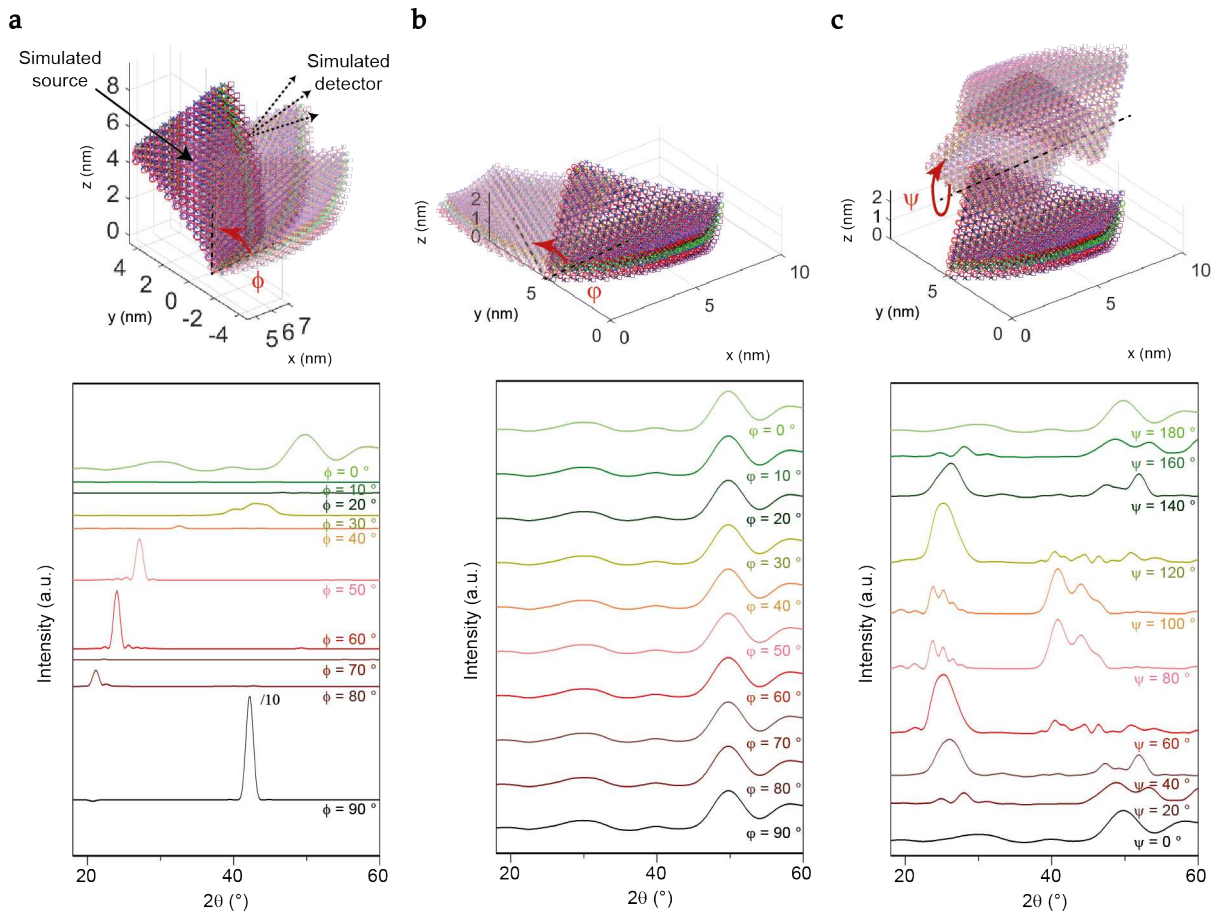 a
Simulated
source
Simulated
detector
8
6
4
2
0
z (nm)
4
2
0
-2
-4
y (nm)
5 6 7
x (nm)
ϕ
b
2
1
0
z (nm)
5
0
y (nm)
0
5
10
x (nm)
φ
c
2
1
0
z (nm)
5
0
y (nm)
0
5
10
x (nm)
ψ
Intensity (a.u.)
ϕ = 0 °
ϕ = 10 °
ϕ = 20 °
ϕ = 30 °
ϕ = 40 °
ϕ = 50 °
ϕ = 60 °
ϕ = 70 °
ϕ = 80 °
/10
ϕ = 90 °
20 40 60
2θ (°)
Intensity (a.u.)
φ = 0 °
φ = 10 °
φ = 20 °
φ = 30 °
φ = 40 °
φ = 50 °
φ = 60 °
φ = 70 °
φ = 80 °
φ = 90 °
20 40 60
2θ (°)
Intensity (a.u.)
ψ = 180 °
ψ = 160 °
ψ = 140 °
ψ = 120 °
ψ = 100 °
ψ = 80 °
ψ = 60 °
ψ = 40 °
ψ = 20 °
ψ = 0 °
20 40 60
2θ (°)